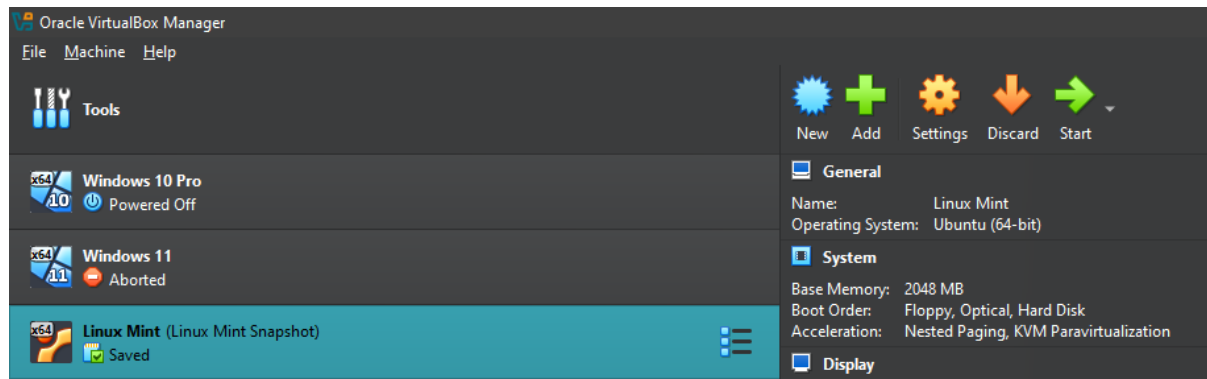 Oracle VirtualBox Manager
File Machine Help
Tools
New Add Settings Discard Start
x64 10 Windows 10 Pro
Powered Off
x64 11 Windows 11
Aborted
x64 Linux Mint (Linux Mint Snapshot)
Saved
General
Name: Linux Mint
Operating System: Ubuntu (64-bit)
System
Base Memory: 2048 MB
Boot Order: Floppy, Optical, Hard Disk
Acceleration: Nested Paging, KVM Paravirtualization
Display